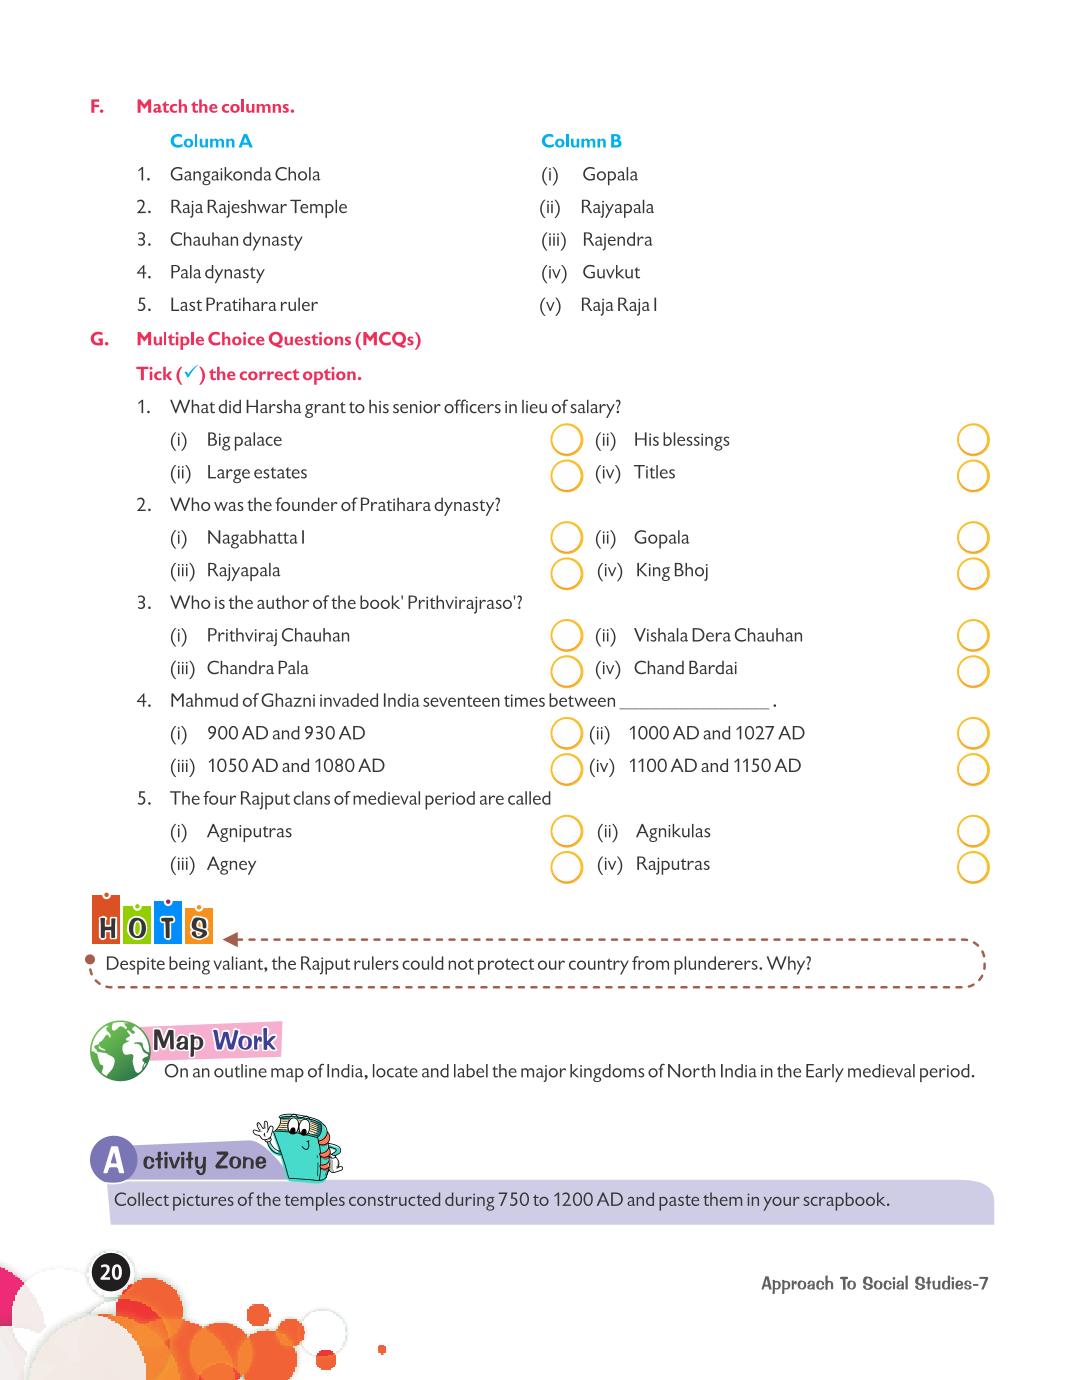 F. Match the columns.
Column A Column B
1. Gangaikonda Chola (i) Gopala
2. Raja Rajeshwar Temple (ii) Rajyapala
3. Chauhan dynasty (iii) Rajendra
4. Pala dynasty (iv) Guvkut
5. Last Pratihara ruler (v) Raja Raja I
G. Multiple Choice Questions (MCQs)
Tick (✓) the correct option.
1. What did Harsha grant to his senior officers in lieu of salary?
(i) Big palace (ii) His blessings
(ii) Large estates (iv) Titles
2. Who was the founder of Pratihara dynasty?
(i) Nagabhatta I (ii) Gopala
(iii) Rajyapala (iv) King Bhoj
3. Who is the author of the book' Prithvirajraso'?
(i) Prithviraj Chauhan (ii) Vishala Dera Chauhan
(iii) Chandra Pala (iv) Chand Bardai
4. Mahmud of Ghazni invaded India seventeen times between _______________ .
(i) 900 AD and 930 AD (ii) 1000 AD and 1027 AD
(iii) 1050 AD and 1080 AD (iv) 1100 AD and 1150 AD
5. The four Rajput clans of medieval period are called
(i) Agniputras (ii) Agnikulas
(iii) Agney (iv) Rajputras
HOTS
Despite being valiant, the Rajput rulers could not protect our country from plunderers. Why?
Map Work
On an outline map of India, locate and label the major kingdoms of North India in the Early medieval period.
Activity Zone
Collect pictures of the temples constructed during 750 to 1200 AD and paste them in your scrapbook.
20
Approach To Social Studies-7